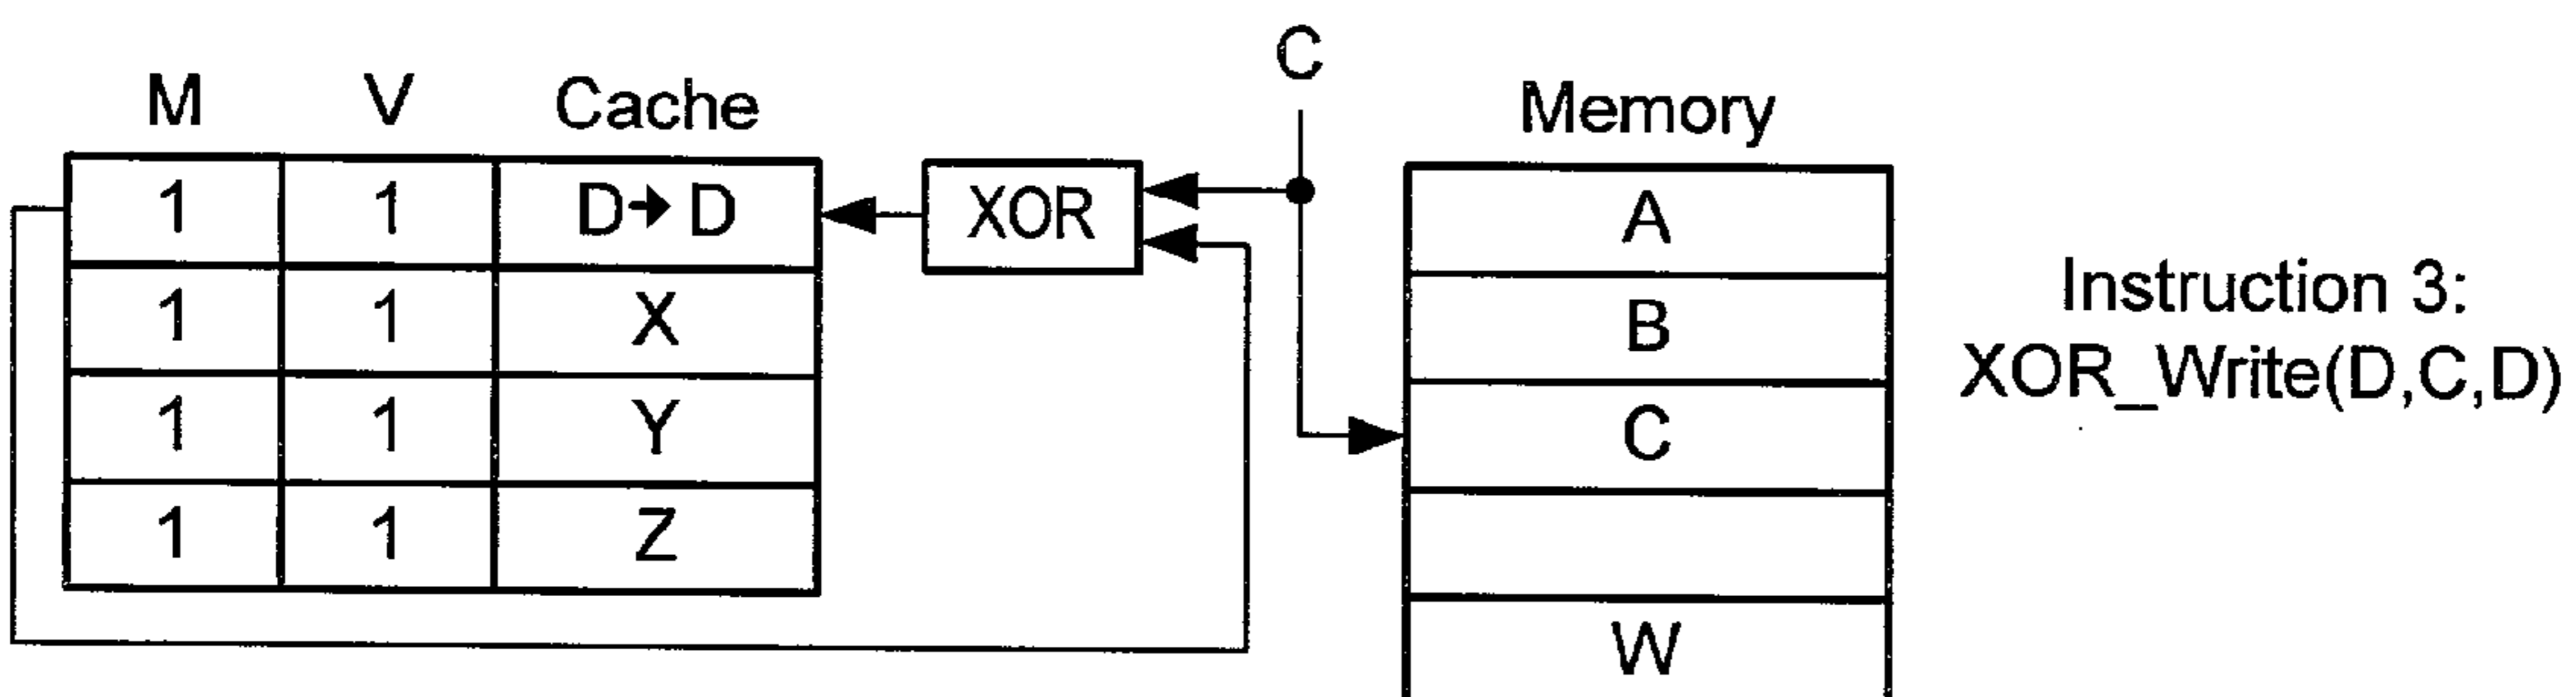 C
M V Cache
Memory
1 1 D→ D
XOR
A
1 1 X
B
Instruction 3:
XOR_Write(D,C,D)
1 1 Y
C
1 1 Z
W